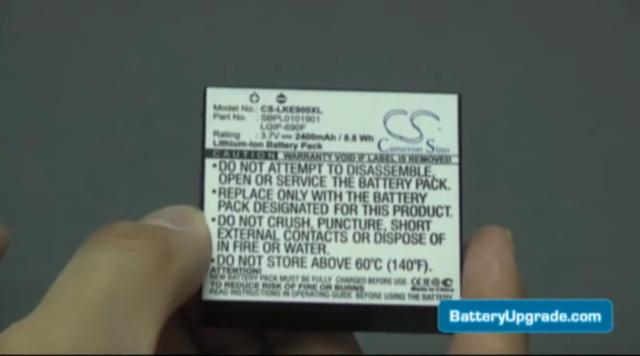 Model No.: CS-LKE900XL
Part No. : SBPL0101901
LGIP-690F
Rating : 3.7V 2400mAh / 8.8 Wh
Lithium-Ion Battery Pack
CS
Cameron Sino
CAUTION WARRANTY VOID IF LABEL IS REMOVED
•DO NOT ATTEMPT TO DISASSEMBLE,
OPEN OR SERVICE THE BATTERY PACK.
•REPLACE ONLY WITH THE BATTERY
PACK DESIGNATED FOR THIS PRODUCT.
•DO NOT CRUSH, PUNCTURE, SHORT
EXTERNAL CONTACTS OR DISPOSE OF
IN FIRE OR WATER.
•DO NOT STORE ABOVE 60°C (140°F).
ATTENTION!
NEW BATTERY PACK MUST BE FULLY CHARGED BEFORE USE
TO REDUCE RISK OF FIRE OR BURNS
READ INSTRUCTIONS IN OPERATING GUIDE BEFORE USING THE BATTERY
Made in China
BatteryUpgrade.com